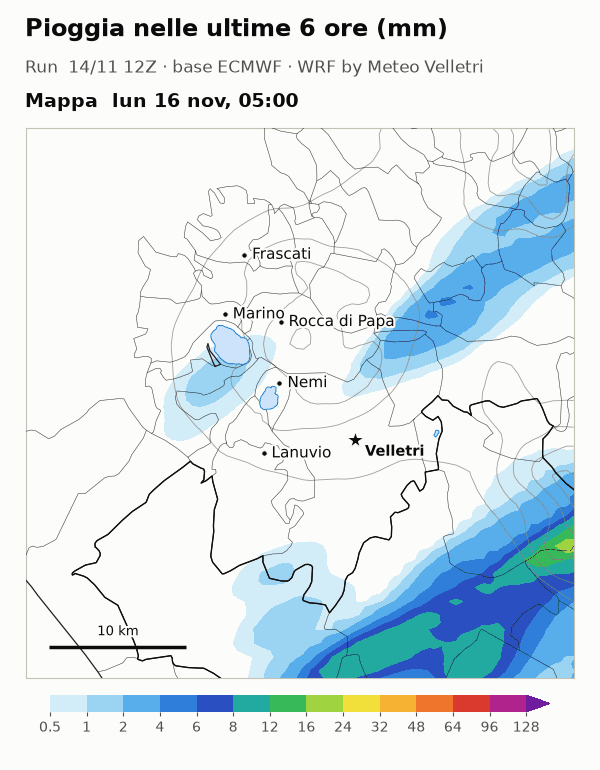 Pioggia nelle ultime 6 ore (mm)
Run  14/11 12Z · base ECMWF · WRF by Meteo Velletri
Mappa  lun 16 nov, 05:00
Frascati
Marino
Rocca di Papa
Nemi
Velletri
Lanuvio
10 km
0.5 1 2 4 6 8 12 16 24 32 48 64 96 128